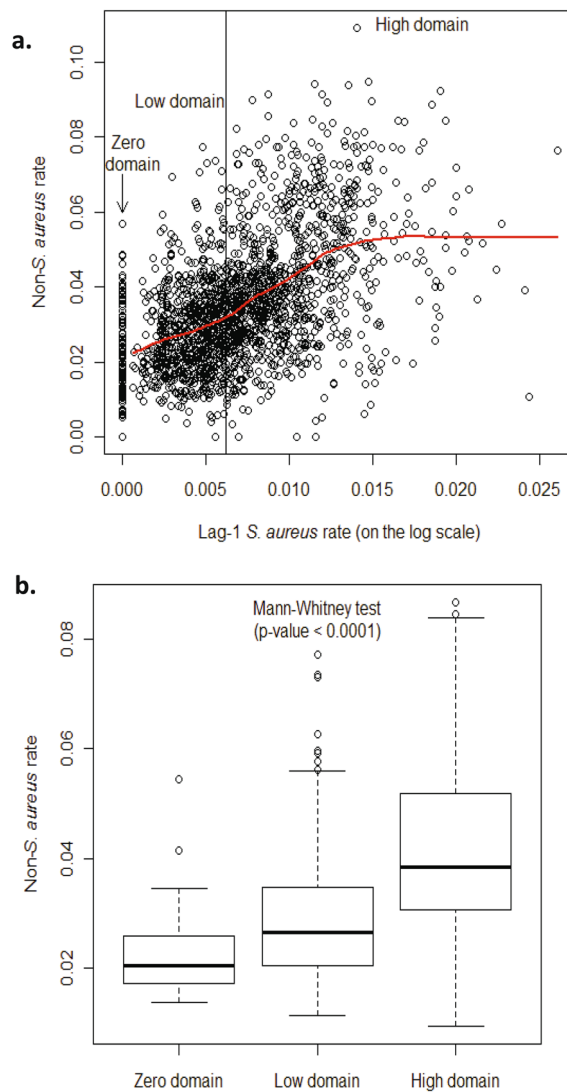 a.
High domain
Low domain
Zero
domain
Non-S. aureus rate
0.00
0.02
0.04
0.06
0.08
0.10
0.000
0.005
0.010
0.015
0.020
0.025
Lag-1 S. aureus rate (on the log scale)
b.
Mann-Whitney test
(p-value < 0.0001)
Non-S. aureus rate
0.02
0.04
0.06
0.08
Zero domain
Low domain
High domain